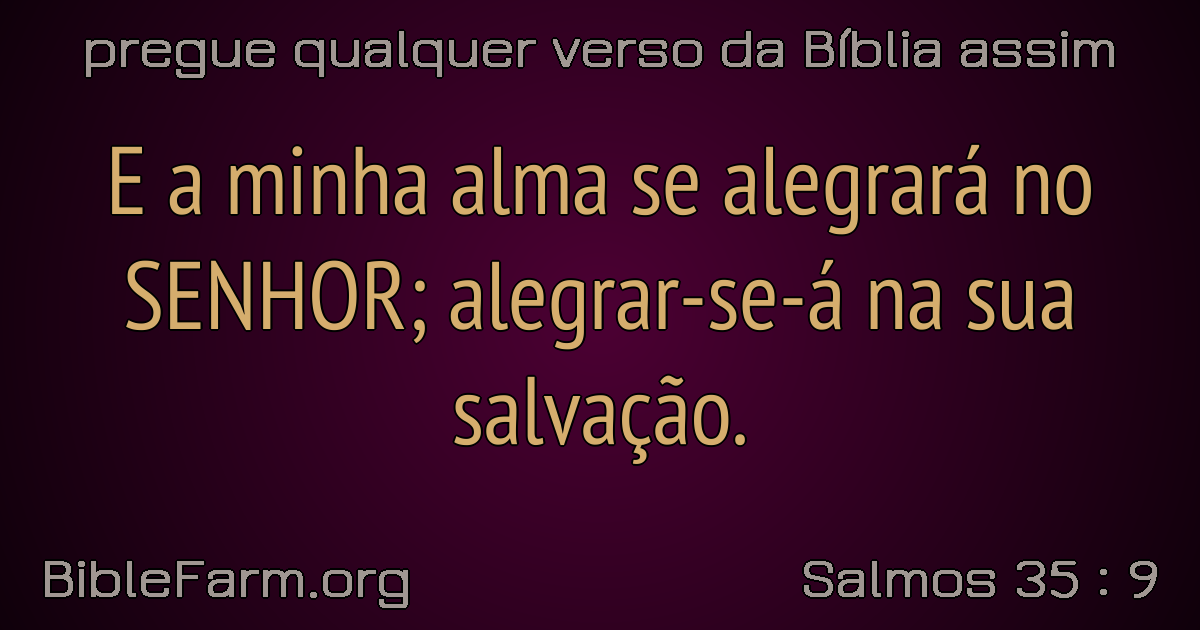 pregue qualquer verso da Bíblia assim
E a minha alma se alegrará no
SENHOR; alegrar-se-á na sua
salvação.
BibleFarm.org
Salmos 35 : 9